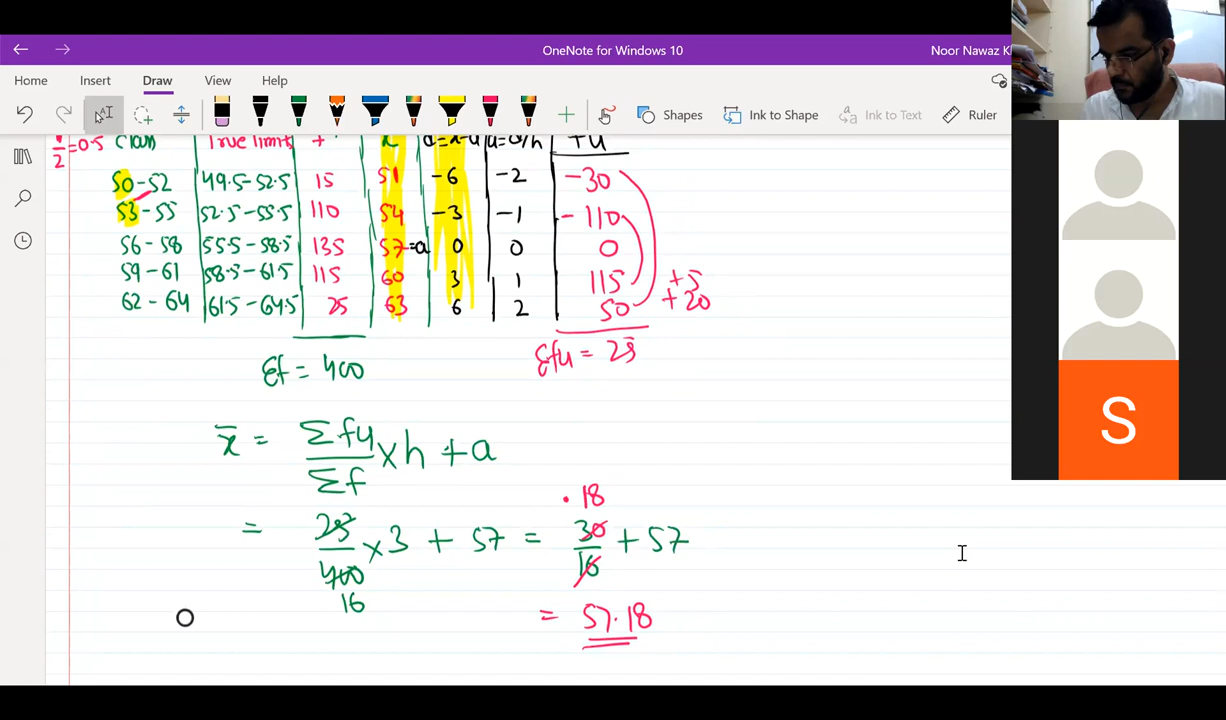 OneNote for Windows 10
Noor Nawaz K
Home Insert Draw View Help
Shapes Ink to Shape Ink to Text Ruler
1/2=0.5 Class True limits f x d=x-a u=d/h fu
50-52 49.5-52.5 15 51 -6 -2 -30
53-55 52.5-55.5 110 54 -3 -1 -110
56-58 55.5-58.5 135 57=a 0 0 0
59-61 58.5-61.5 115 60 3 1 115 +5
62-64 61.5-64.5 25 63 6 2 50 +20
Σf = 400 Σfu = 25
x̄ = Σfu/Σf × h + a
= 25/400 × 3 + 57 = 30/16 + 57
.18
16
= 57.18
S